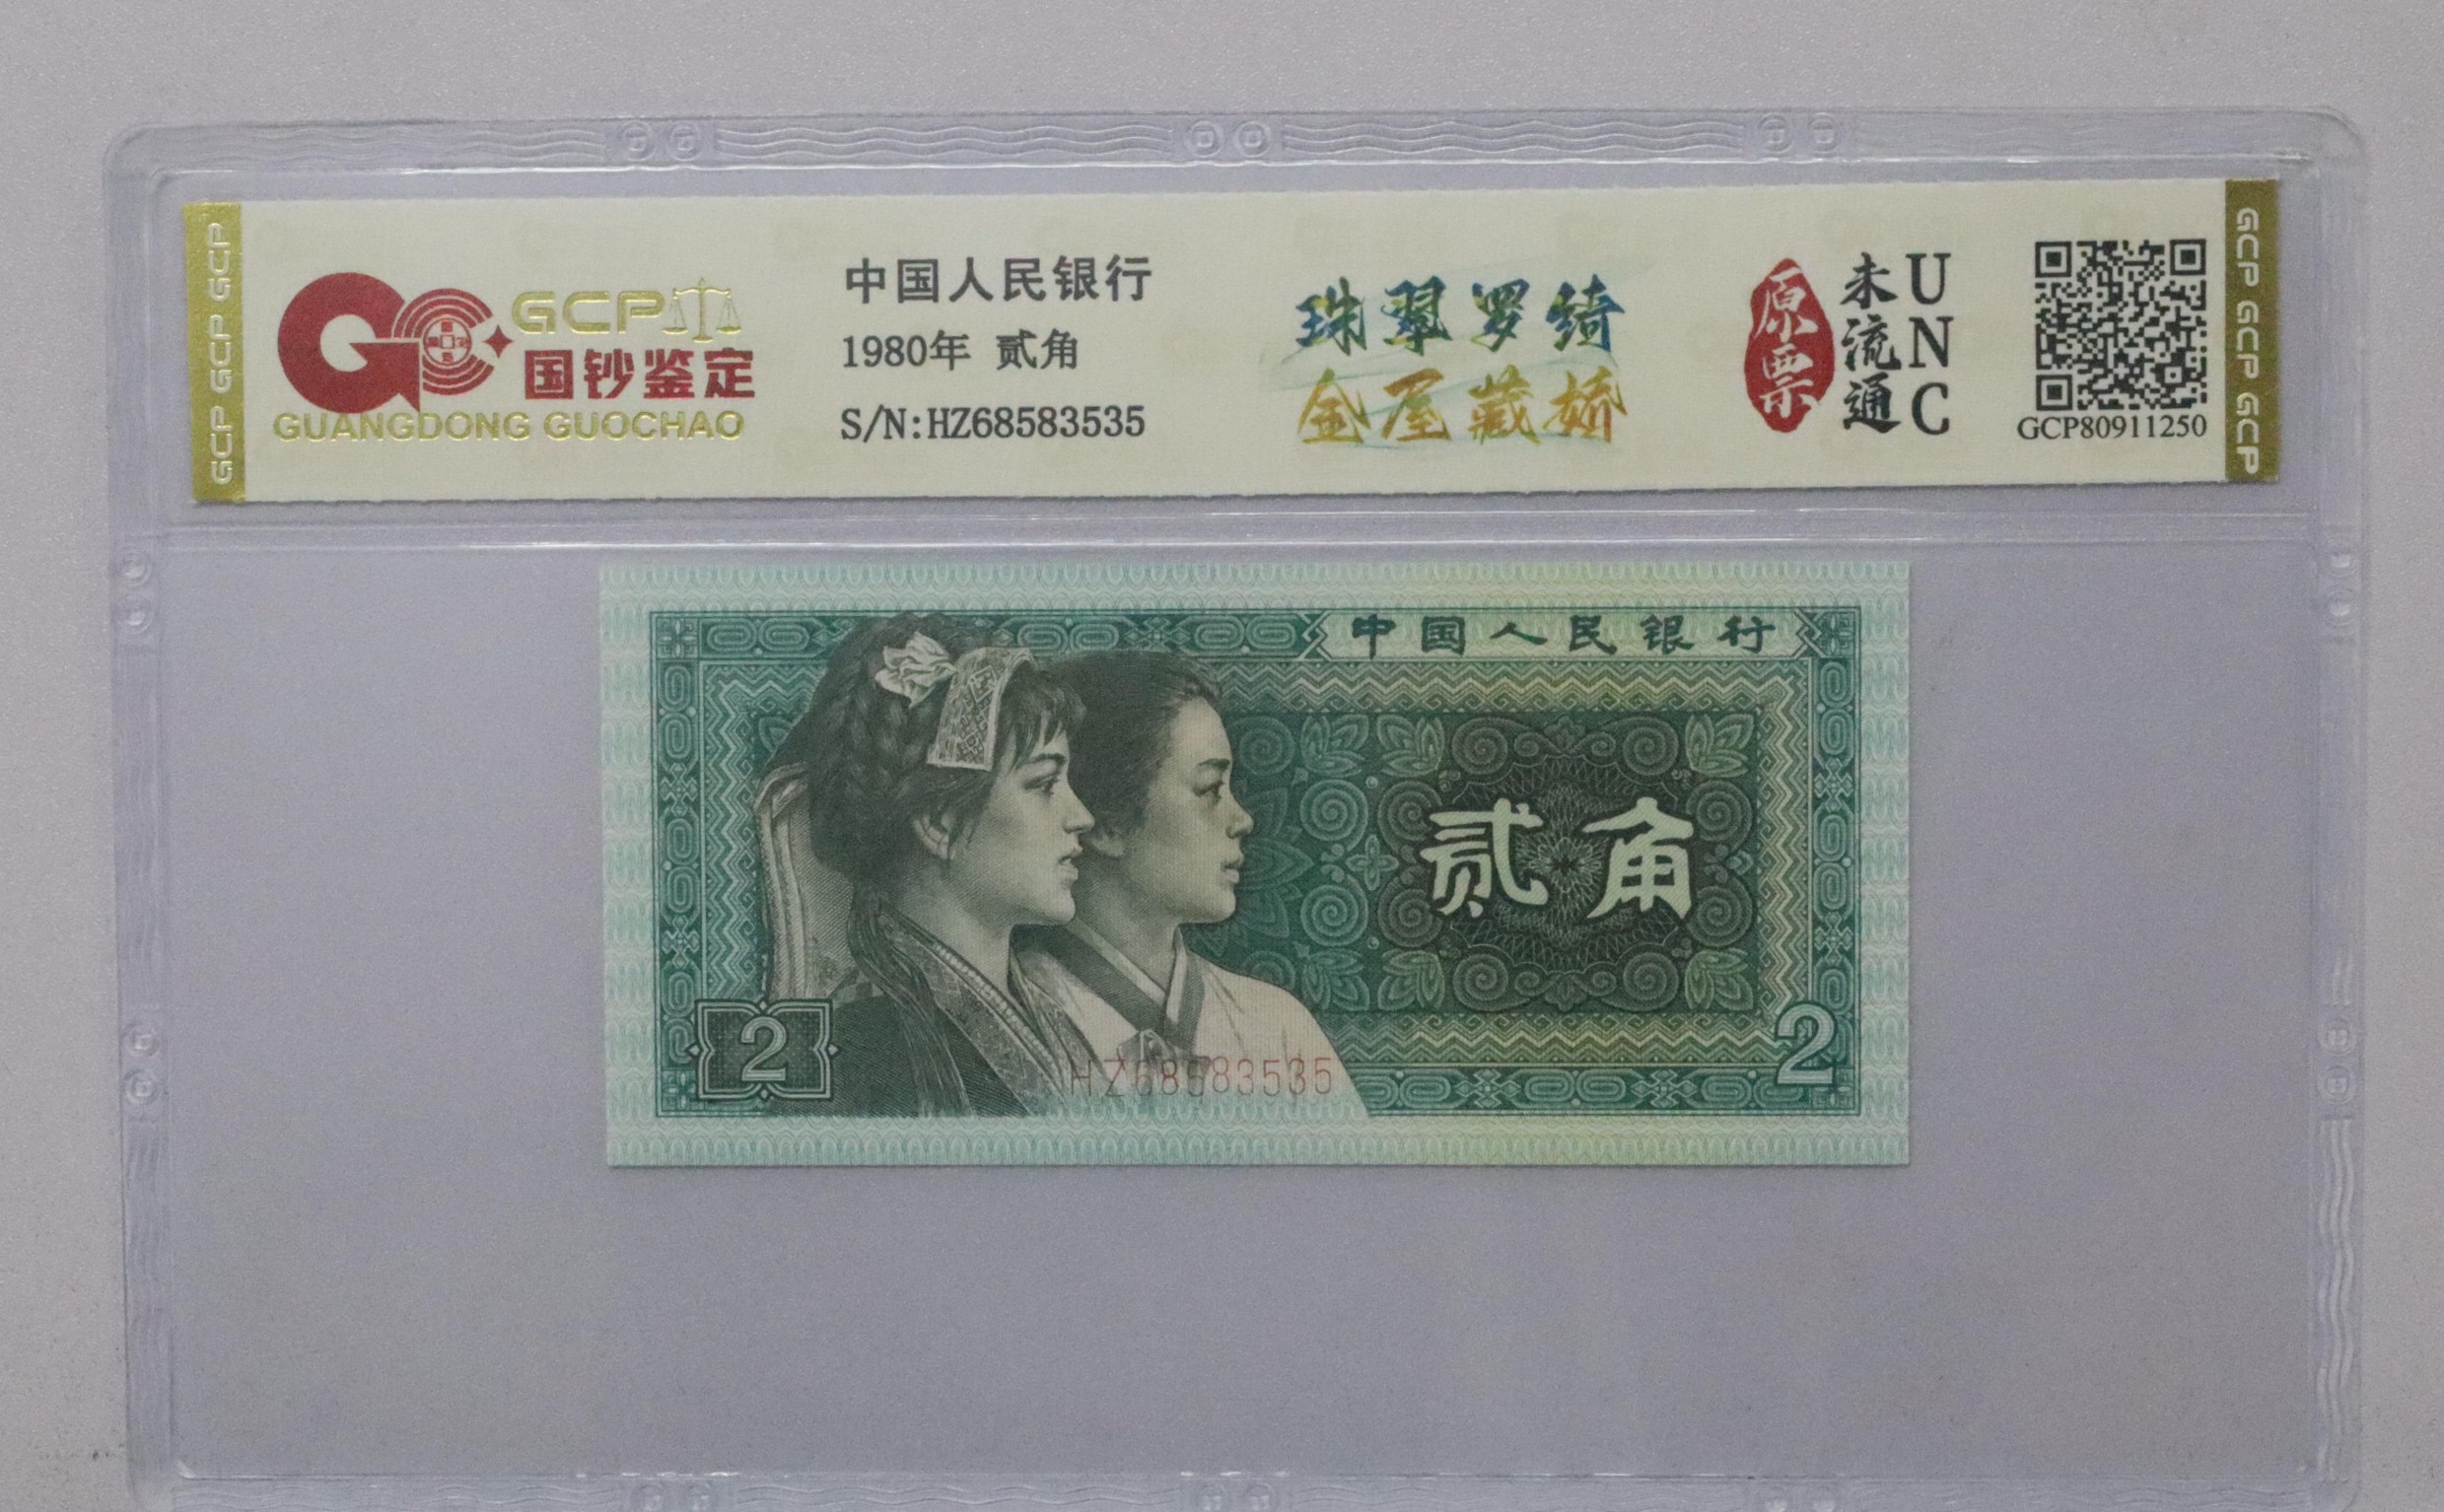 GCP GCP GCP
GCP
国钞鉴定
GUANGDONG GUOCHAO
中国人民银行
1980年 贰角
S/N:HZ68583535
珠翠罗绮
金屋藏娇
原票
未流通
UNC
GCP80911250
GCP GCP GCP
中国人民银行
贰角
2
HZ68583535
2